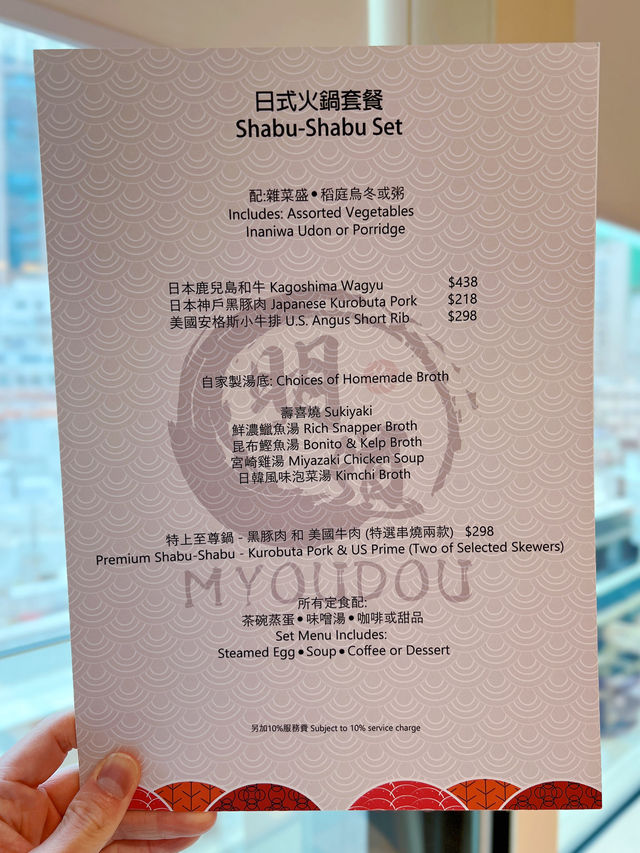 日式火鍋套餐
Shabu-Shabu Set
配:雜菜盛•稻庭烏冬或粥
Includes: Assorted Vegetables
Inaniwa Udon or Porridge
日本鹿兒島和牛 Kagoshima Wagyu $438
日本神戶黑豚肉 Japanese Kurobuta Pork $218
美國安格斯小牛排 U.S. Angus Short Rib $298
自家製湯底: Choices of Homemade Broth
壽喜燒 Sukiyaki
鮮濃鱲魚湯 Rich Snapper Broth
昆布鰹魚湯 Bonito & Kelp Broth
宮崎雞湯 Miyazaki Chicken Soup
日韓風味泡菜湯 Kimchi Broth
特上至尊鍋 - 黑豚肉 和 美國牛肉 (特選串燒兩款) $298
Premium Shabu-Shabu - Kurobuta Pork & US Prime (Two of Selected Skewers)
MYOUDOU
所有定食配:
茶碗蒸蛋•味噌湯•咖啡或甜品
Set Menu Includes:
Steamed Egg•Soup•Coffee or Dessert
另加10%服務費 Subject to 10% service charge